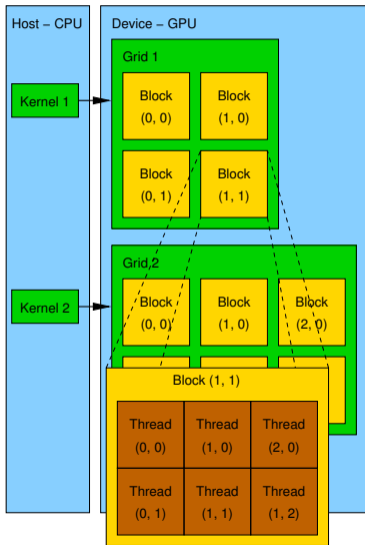 Host – CPU
Device – GPU
Grid 1
Kernel 1
Block
(0, 0)
Block
(1, 0)
Block
(0, 1)
Block
(1, 1)
Grid 2
Kernel 2
Block
(0, 0)
Block
(1, 0)
Block
(2, 0)
Block (1, 1)
Thread
(0, 0)
Thread
(1, 0)
Thread
(2, 0)
Thread
(0, 1)
Thread
(1, 1)
Thread
(1, 2)